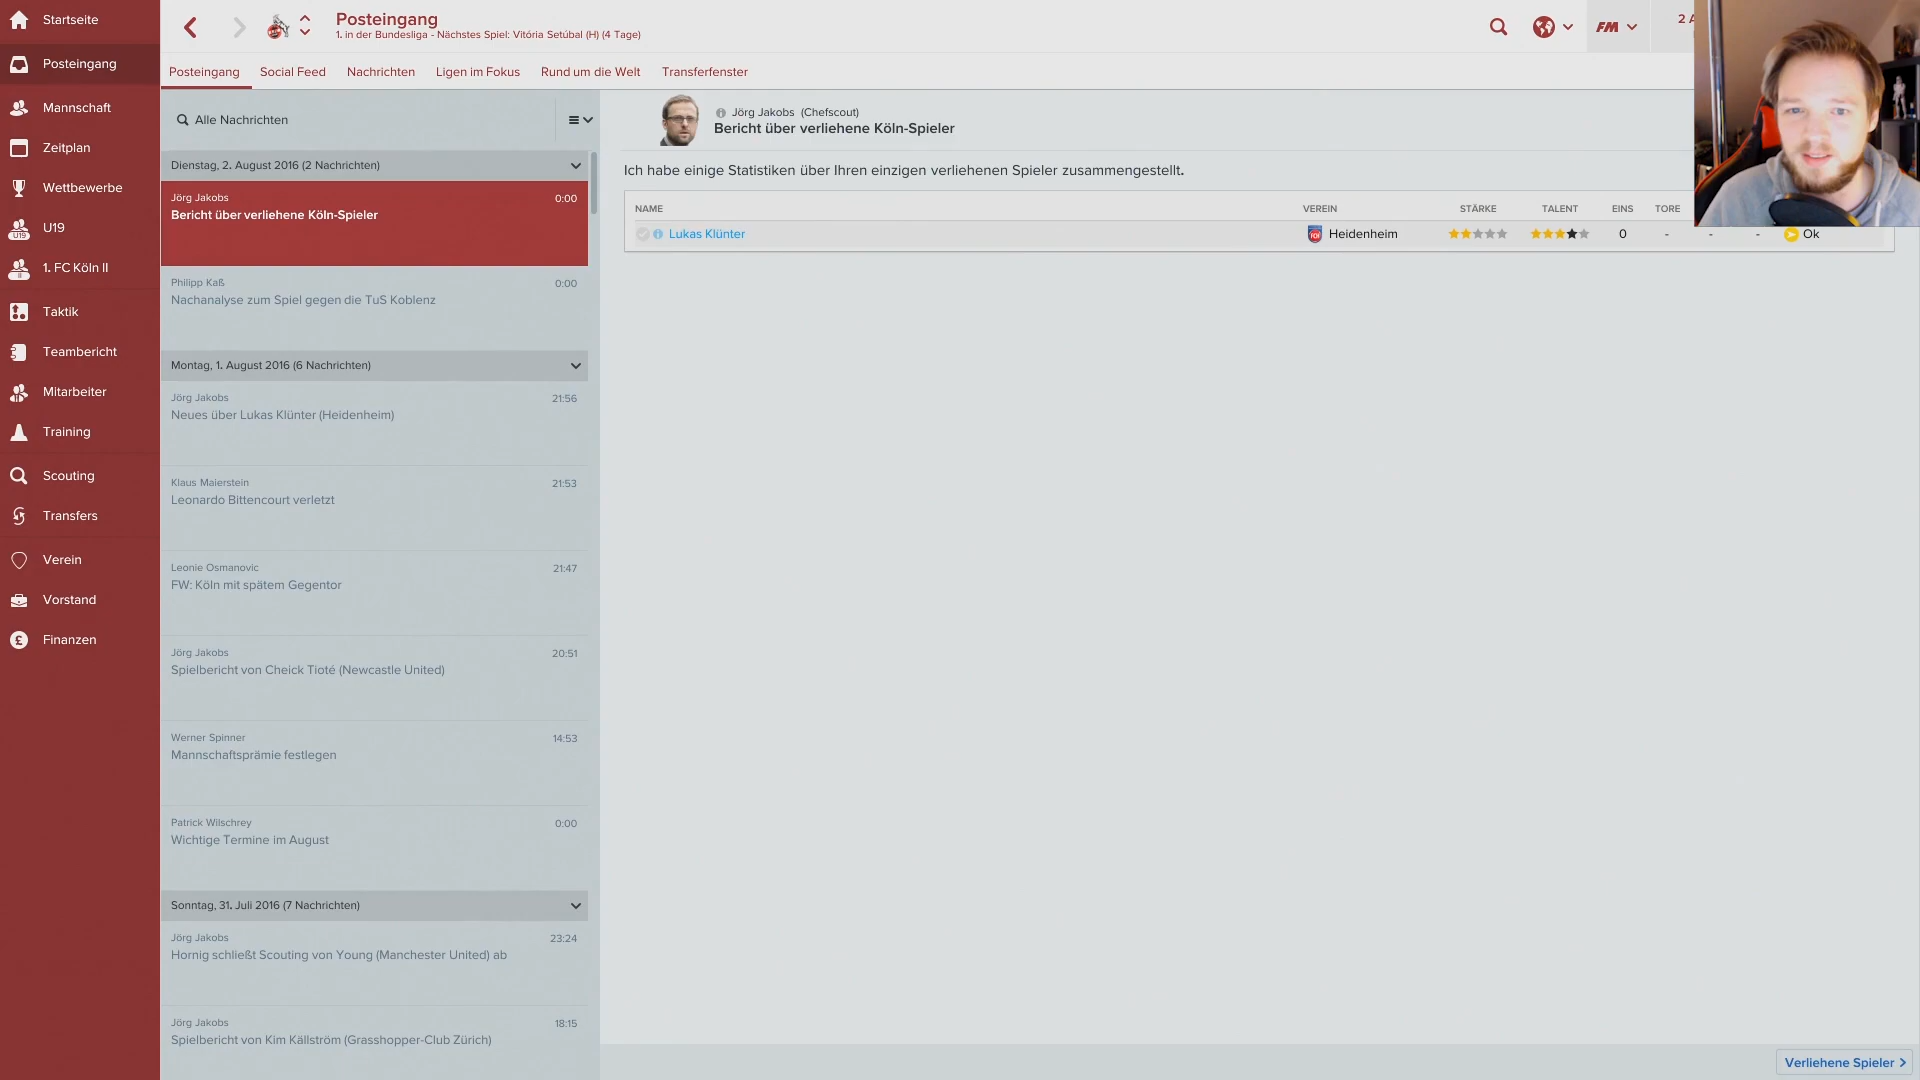 Startseite
Posteingang
Mannschaft
Zeitplan
Wettbewerbe
U19
1. FC Köln II
Taktik
Teambericht
Mitarbeiter
Training
Scouting
Transfers
Verein
Vorstand
Finanzen
Posteingang
1. in der Bundesliga - Nächstes Spiel: Vitória Setúbal (H) (4 Tage)
FM
2 A
Posteingang Social Feed Nachrichten Ligen im Fokus Rund um die Welt Transferfenster
Alle Nachrichten
Dienstag, 2. August 2016 (2 Nachrichten)
Jörg Jakobs 0:00
Bericht über verliehene Köln-Spieler
Philipp Kaß 0:00
Nachanalyse zum Spiel gegen die TuS Koblenz
Montag, 1. August 2016 (6 Nachrichten)
Jörg Jakobs 21:56
Neues über Lukas Klünter (Heidenheim)
Klaus Maierstein 21:53
Leonardo Bittencourt verletzt
Leonie Osmanovic 21:47
FW: Köln mit spätem Gegentor
Jörg Jakobs 20:51
Spielbericht von Cheick Tioté (Newcastle United)
Werner Spinner 14:53
Mannschaftsprämie festlegen
Patrick Wilschrey 0:00
Wichtige Termine im August
Sonntag, 31. Juli 2016 (7 Nachrichten)
Jörg Jakobs 23:24
Hornig schließt Scouting von Young (Manchester United) ab
Jörg Jakobs 18:15
Spielbericht von Kim Källström (Grasshopper-Club Zürich)
Jörg Jakobs (Chefscout)
Bericht über verliehene Köln-Spieler
Ich habe einige Statistiken über Ihren einzigen verliehenen Spieler zusammengestellt.
NAME VEREIN STÄRKE TALENT EINS TORE
Lukas Klünter Heidenheim 0 - - - Ok
Verliehene Spieler >